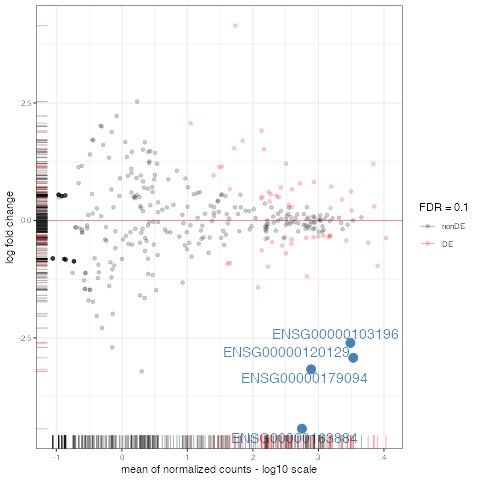 2.5
0.0
-2.5
log fold change
ENSG00000103196
ENSG00000120129
ENSG00000179094
ENSG00000163884
-1
0
1
2
3
4
mean of normalized counts - log10 scale
FDR = 0.1
nonDE
DE